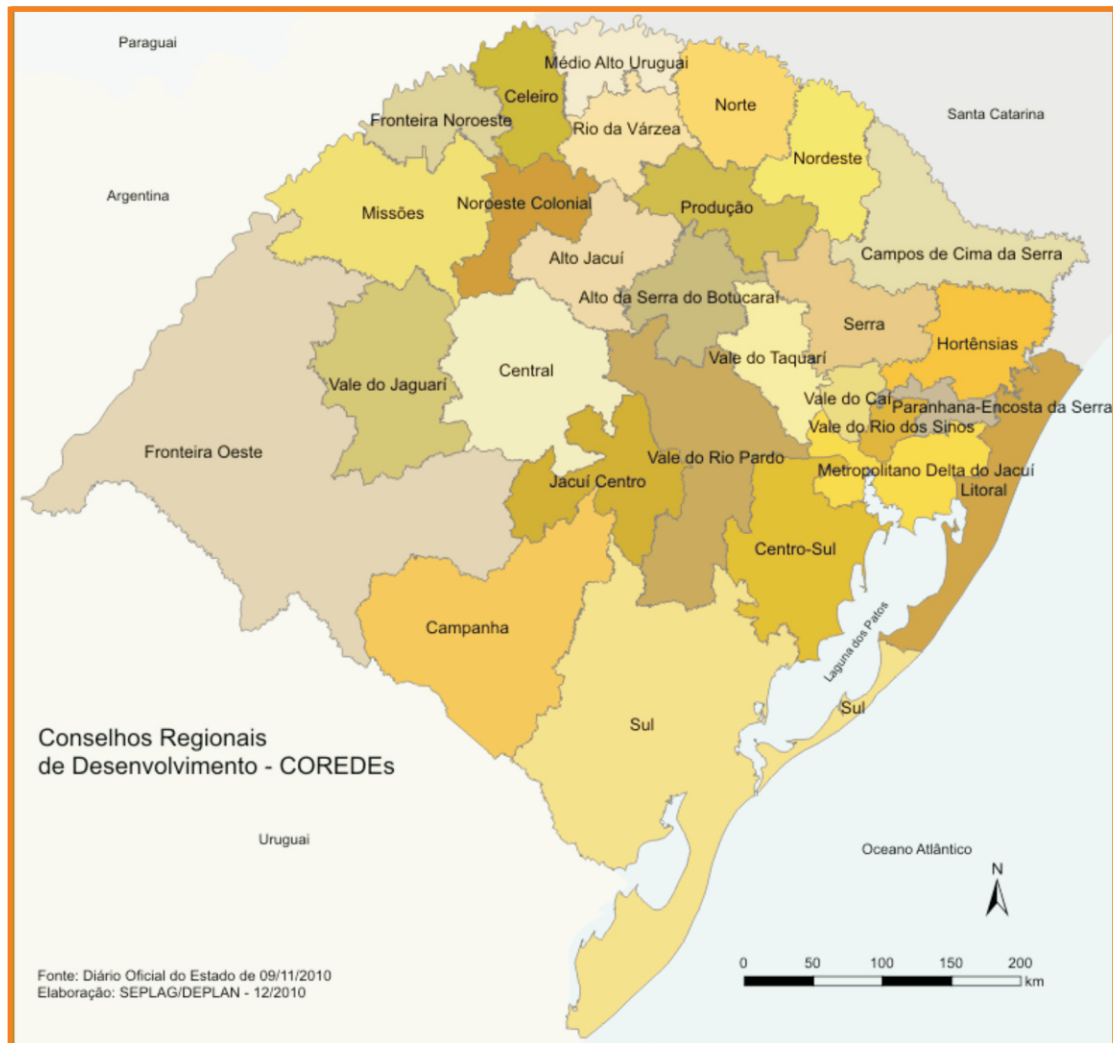 Paraguai
Médio Alto Uruguai
Celeiro
Norte
Santa Catarina
Fronteira Noroeste
Rio da Várzea
Nordeste
Argentina
Missões
Noroeste Colonial
Produção
Alto Jacuí
Campos de Cima da Serra
Alto da Serra do Botucaraí
Serra
Hortênsias
Vale do Taquarí
Central
Vale do Jaguarí
Vale do Caí
Paranhana-Encosta da Serra
Vale do Rio dos Sinos
Fronteira Oeste
Vale do Rio Pardo
Metropolitano Delta do Jacuí
Jacuí Centro
Litoral
Centro-Sul
Campanha
Laguna dos Patos
Sul
Sul
Conselhos Regionais
de Desenvolvimento - COREDEs
Uruguai
Oceano Atlântico
N
Fonte: Diário Oficial do Estado de 09/11/2010
Elaboração: SEPLAG/DEPLAN - 12/2010
0 50 100 150 200
km